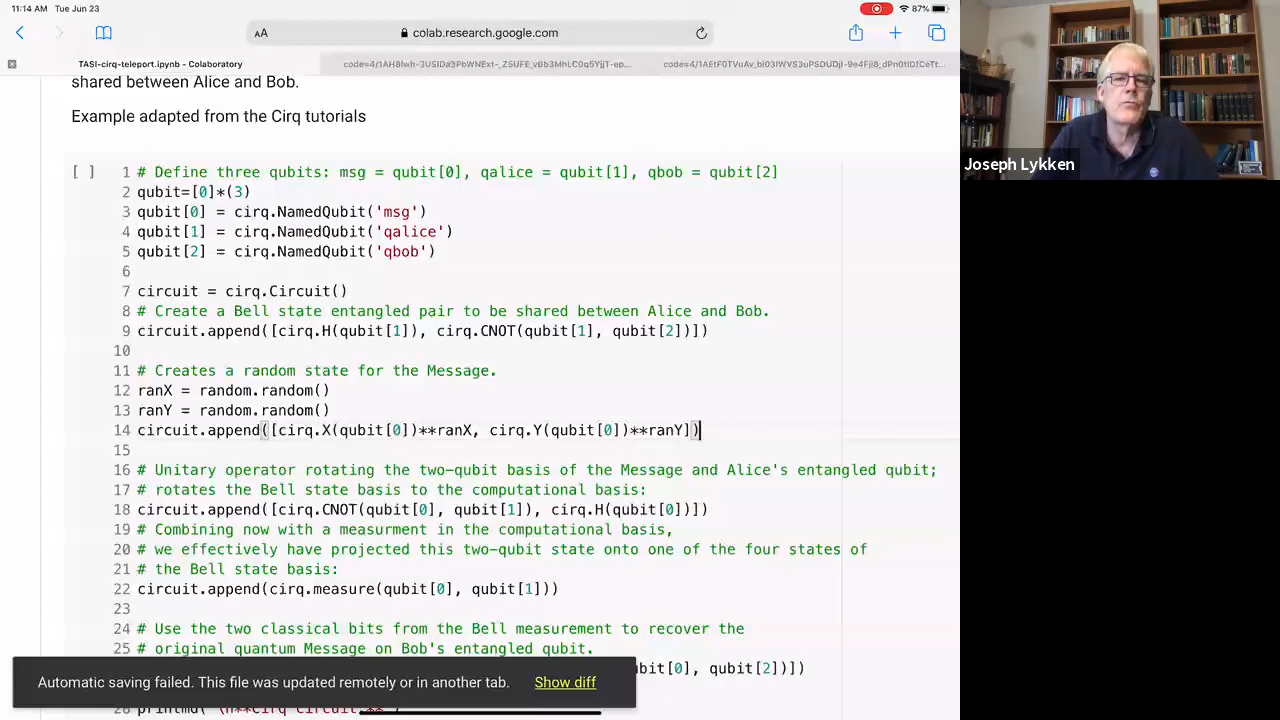 11:14 AM Tue Jun 23
87%
AA
colab.research.google.com
TASI-cirq-teleport.ipynb - Colaboratory
shared between Alice and Bob.
Example adapted from the Cirq tutorials
[ ]
1 # Define three qubits: msg = qubit[0], qalice = qubit[1], qbob = qubit[2]
2 qubit=[0]*(3)
3 qubit[0] = cirq.NamedQubit('msg')
4 qubit[1] = cirq.NamedQubit('qalice')
5 qubit[2] = cirq.NamedQubit('qbob')
6
7 circuit = cirq.Circuit()
8 # Create a Bell state entangled pair to be shared between Alice and Bob.
9 circuit.append([cirq.H(qubit[1]), cirq.CNOT(qubit[1], qubit[2])])
10
11 # Creates a random state for the Message.
12 ranX = random.random()
13 ranY = random.random()
14 circuit.append([cirq.X(qubit[0])**ranX, cirq.Y(qubit[0])**ranY])
15
16 # Unitary operator rotating the two-qubit basis of the Message and Alice's entangled qubit;
17 # rotates the Bell state basis to the computational basis:
18 circuit.append([cirq.CNOT(qubit[0], qubit[1]), cirq.H(qubit[0])])
19 # Combining now with a measurment in the computational basis,
20 # we effectively have projected this two-qubit state onto one of the four states of
21 # the Bell state basis:
22 circuit.append(cirq.measure(qubit[0], qubit[1]))
23
24 # Use the two classical bits from the Bell measurement to recover the
25 # original quantum Message on Bob's entangled qubit.
bit[0], qubit[2])])
Automatic saving failed. This file was updated remotely or in another tab. Show diff
Joseph Lykken